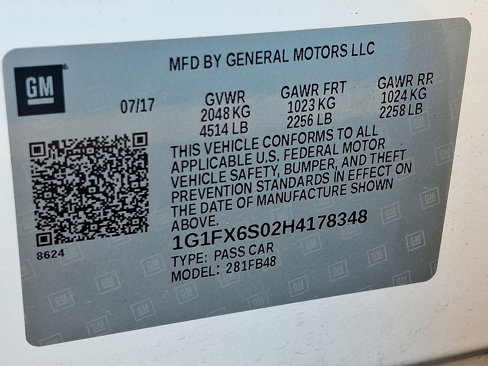 MFD BY GENERAL MOTORS LLC
GM
07/17
GVWR GAWR FRT GAWR RR
2048 KG 1023 KG 1024 KG
4514 LB 2256 LB 2258 LB
THIS VEHICLE CONFORMS TO ALL
APPLICABLE U.S. FEDERAL MOTOR
VEHICLE SAFETY, BUMPER, AND THEFT
PREVENTION STANDARDS IN EFFECT ON
THE DATE OF MANUFACTURE SHOWN
ABOVE.
8624
1G1FX6S02H4178348
TYPE: PASS CAR
MODEL: 281FB48